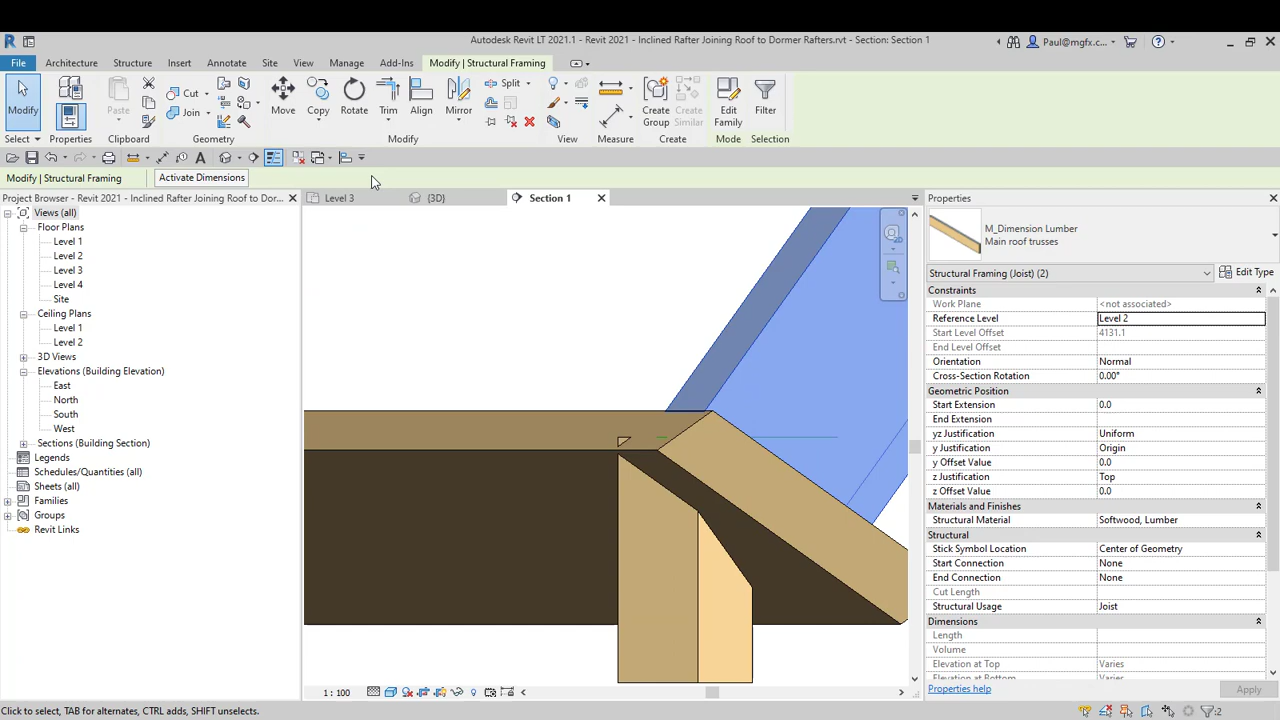 Autodesk Revit LT 2021.1 - Revit 2021 - Inclined Rafter Joining Roof to Dormer Rafters.rvt - Section: Section 1
Paul@mgfx.c...
File Architecture Structure Insert Annotate Site View Manage Add-Ins Modify | Structural Framing
Modify Paste Cut Join Move Copy Rotate Trim Align Mirror Split Create Group Create Similar Edit Family Filter
Select Properties Clipboard Geometry Modify View Measure Create Mode Selection
Modify | Structural Framing Activate Dimensions
Project Browser - Revit 2021 - Inclined Rafter Joining Roof to Dor...
Level 3 {3D} Section 1
Properties
Views (all)
Floor Plans
Level 1
Level 2
Level 3
Level 4
Site
Ceiling Plans
Level 1
Level 2
3D Views
Elevations (Building Elevation)
East
North
South
West
Sections (Building Section)
Legends
Schedules/Quantities (all)
Sheets (all)
Families
Groups
Revit Links
M_Dimension Lumber
Main roof trusses
Structural Framing (Joist) (2) Edit Type
Constraints
Work Plane <not associated>
Reference Level Level 2
Start Level Offset 4131.1
End Level Offset
Orientation Normal
Cross-Section Rotation 0.00°
Geometric Position
Start Extension 0.0
End Extension
yz Justification Uniform
y Justification Origin
y Offset Value 0.0
z Justification Top
z Offset Value 0.0
Materials and Finishes
Structural Material Softwood, Lumber
Structural
Stick Symbol Location Center of Geometry
Start Connection None
End Connection None
Cut Length
Structural Usage Joist
Dimensions
Length
Volume
Elevation at Top Varies
Elevation at Bottom Varies
Properties help Apply
1 : 100
Click to select, TAB for alternates, CTRL adds, SHIFT unselects.
:2